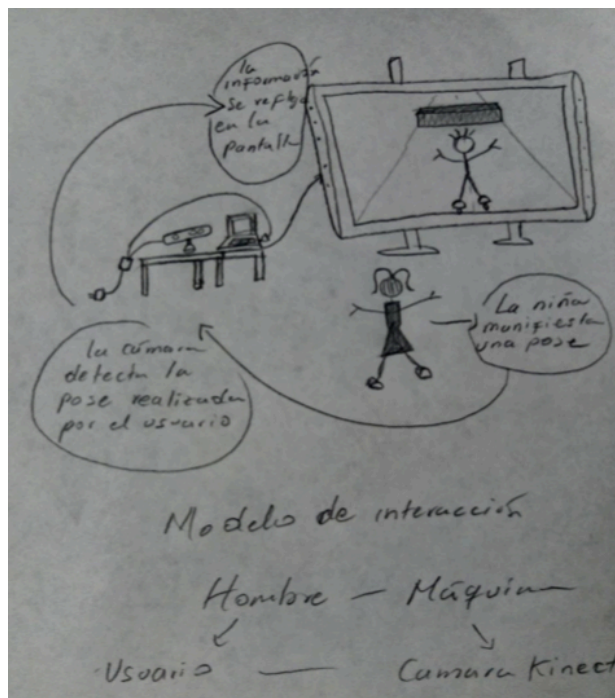 la
información
se refleja
en la
pantalla
La niña
manifiesta
una pose
la cámara
detecta la
pose realizada
por el usuario
Modelo de interacción
Hombre — Máquina
Usuario — Camara Kinect